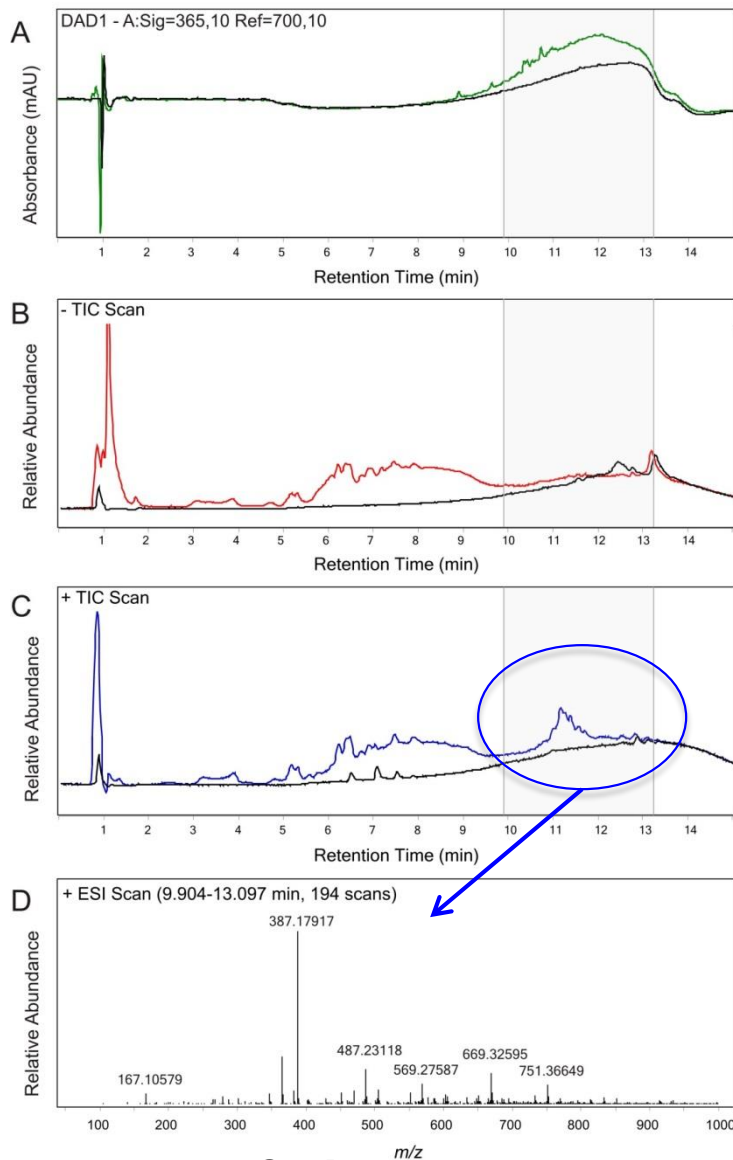 A
DAD1 - A:Sig=365,10 Ref=700,10
Absorbance (mAU)
1 2 3 4 5 6 7 8 9 10 11 12 13 14
Retention Time (min)
B
- TIC Scan
Relative Abundance
1 2 3 4 5 6 7 8 9 10 11 12 13 14
Retention Time (min)
C
+ TIC Scan
Relative Abundance
1 2 3 4 5 6 7 8 9 10 11 12 13 14
Retention Time (min)
D
+ ESI Scan (9.904-13.097 min, 194 scans)
Relative Abundance
387.17917
487.23118
669.32595
569.27587
751.36649
167.10579
100 200 300 400 500 600 700 800 900 1000
m/z